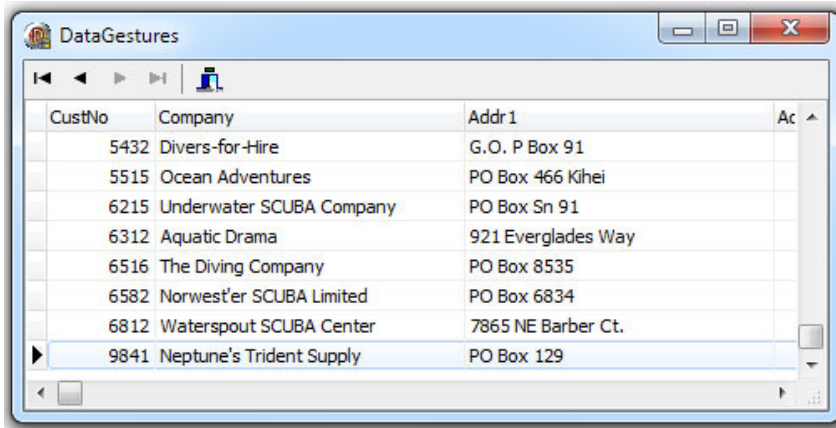 DataGestures
CustNo Company Addr1 Ac
5432 Divers-for-Hire G.O. P Box 91
5515 Ocean Adventures PO Box 466 Kihei
6215 Underwater SCUBA Company PO Box Sn 91
6312 Aquatic Drama 921 Everglades Way
6516 The Diving Company PO Box 8535
6582 Norwest'er SCUBA Limited PO Box 6834
6812 Waterspout SCUBA Center 7865 NE Barber Ct.
9841 Neptune's Trident Supply PO Box 129